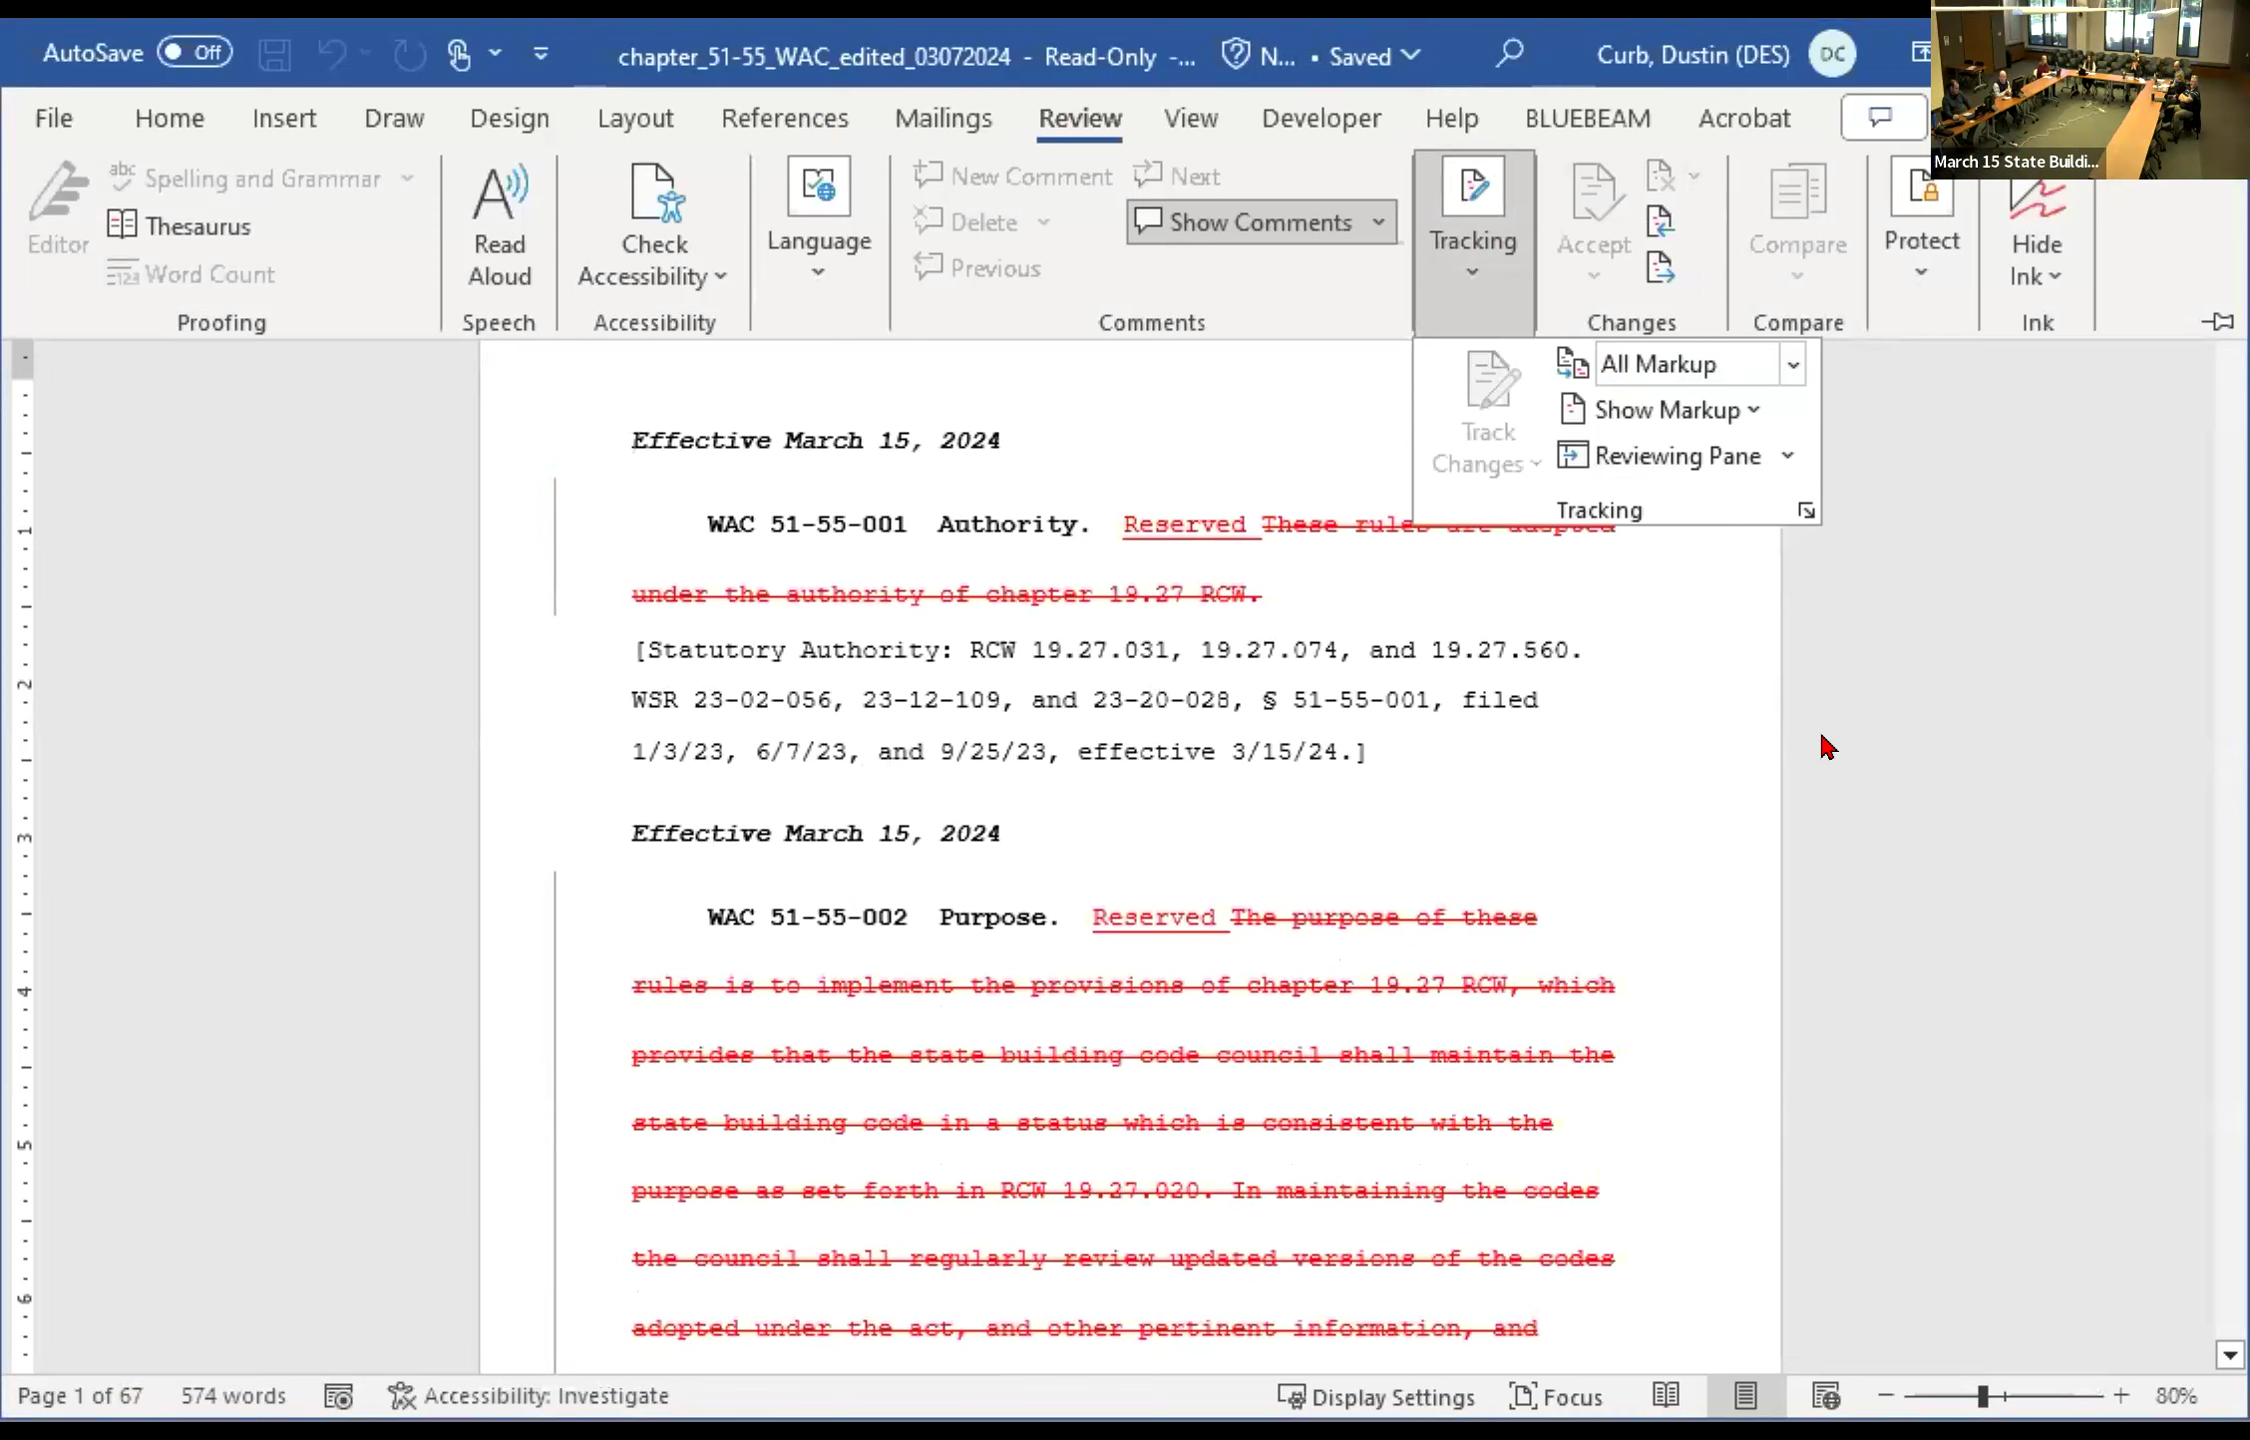 AutoSave Off chapter_51-55_WAC_edited_03072024 - Read-Only -... N... • Saved Curb, Dustin (DES) DC
March 15 State Buildi...
File Home Insert Draw Design Layout References Mailings Review View Developer Help BLUEBEAM Acrobat
Editor
abc Spelling and Grammar
Thesaurus
123 Word Count
Proofing
Read Aloud
Speech
Check Accessibility
Accessibility
Language
New Comment
Delete
Previous
Next
Show Comments
Comments
Tracking
Accept
Changes
Compare
Compare
Protect
Hide Ink
Ink
Track Changes
All Markup
Show Markup
Reviewing Pane
Tracking
Effective March 15, 2024
WAC 51-55-001 Authority. Reserved These rules are adopted
under the authority of chapter 19.27 RCW.
[Statutory Authority: RCW 19.27.031, 19.27.074, and 19.27.560.
WSR 23-02-056, 23-12-109, and 23-20-028, § 51-55-001, filed
1/3/23, 6/7/23, and 9/25/23, effective 3/15/24.]
Effective March 15, 2024
WAC 51-55-002 Purpose. Reserved The purpose of these
rules is to implement the provisions of chapter 19.27 RCW, which
provides that the state building code council shall maintain the
state building code in a status which is consistent with the
purpose as set forth in RCW 19.27.020. In maintaining the codes
the council shall regularly review updated versions of the codes
adopted under the act, and other pertinent information, and
1
2
3
4
5
6
Page 1 of 67 574 words Accessibility: Investigate Display Settings Focus 80%